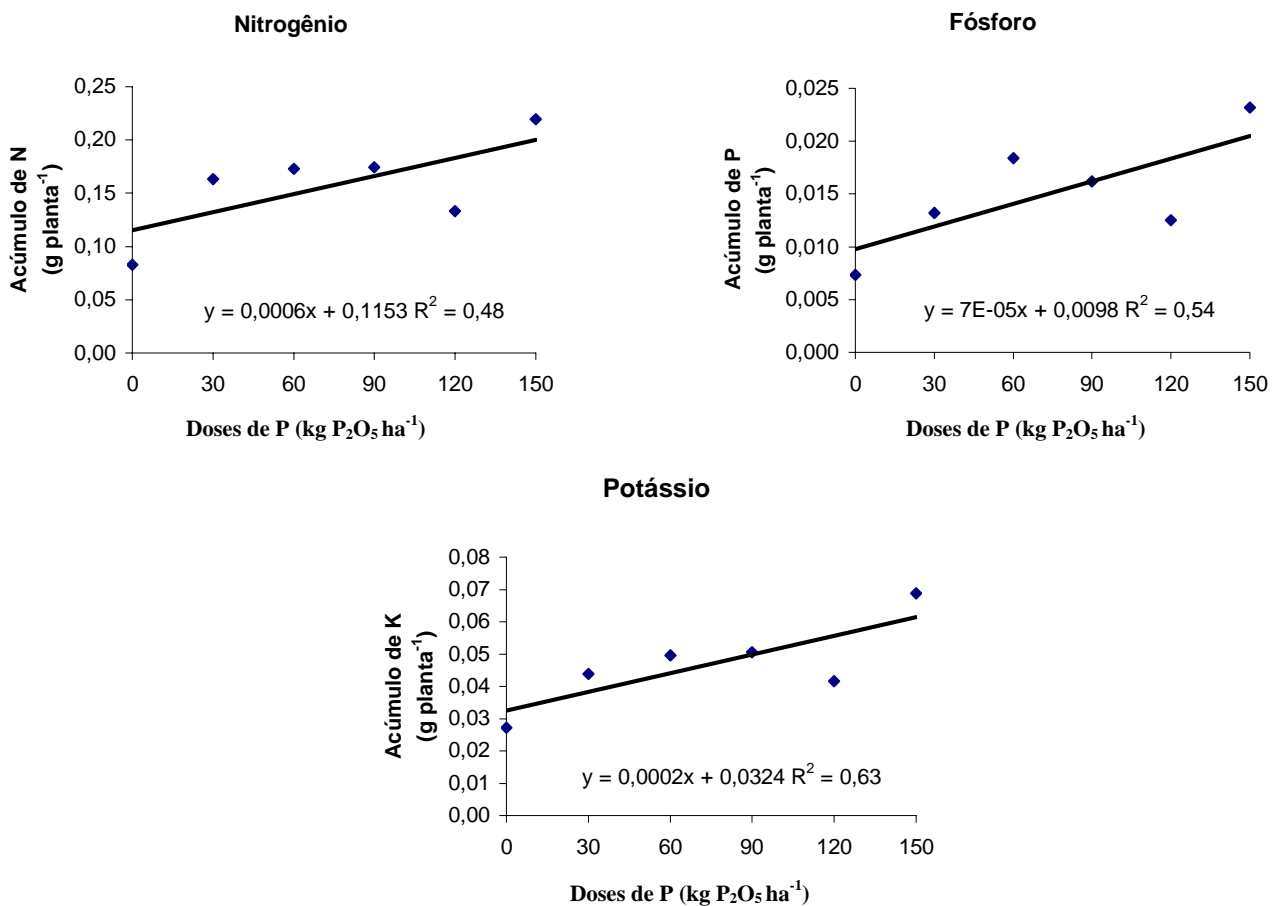 Nitrogênio
Acúmulo de N
(g planta⁻¹)
0,25
0,20
0,15
0,10
0,05
0,00
y = 0,0006x + 0,1153 R² = 0,48
0 30 60 90 120 150
Doses de P (kg P₂O₅ ha⁻¹)
Fósforo
Acúmulo de P
(g planta⁻¹)
0,025
0,020
0,015
0,010
0,005
0,000
y = 7E-05x + 0,0098 R² = 0,54
0 30 60 90 120 150
Doses de P (kg P₂O₅ ha⁻¹)
Potássio
Acúmulo de K
(g planta⁻¹)
0,08
0,07
0,06
0,05
0,04
0,03
0,02
0,01
0,00
y = 0,0002x + 0,0324 R² = 0,63
0 30 60 90 120 150
Doses de P (kg P₂O₅ ha⁻¹)